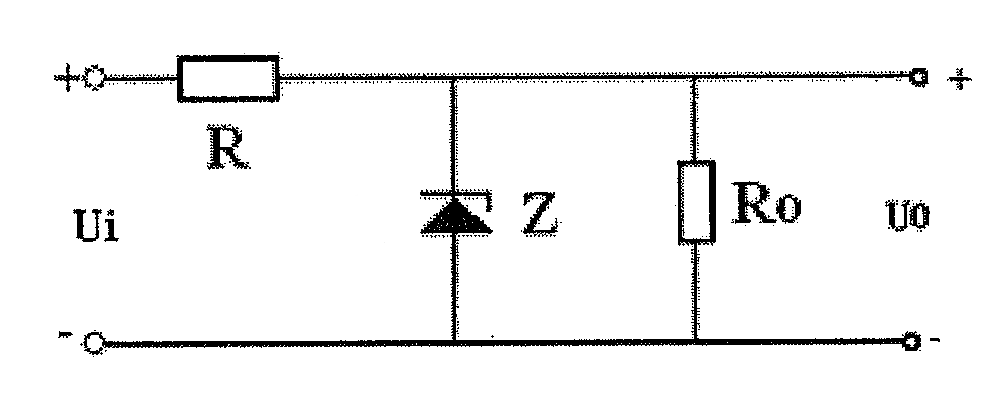 + +
R
Z Ro
Ui U0
- -